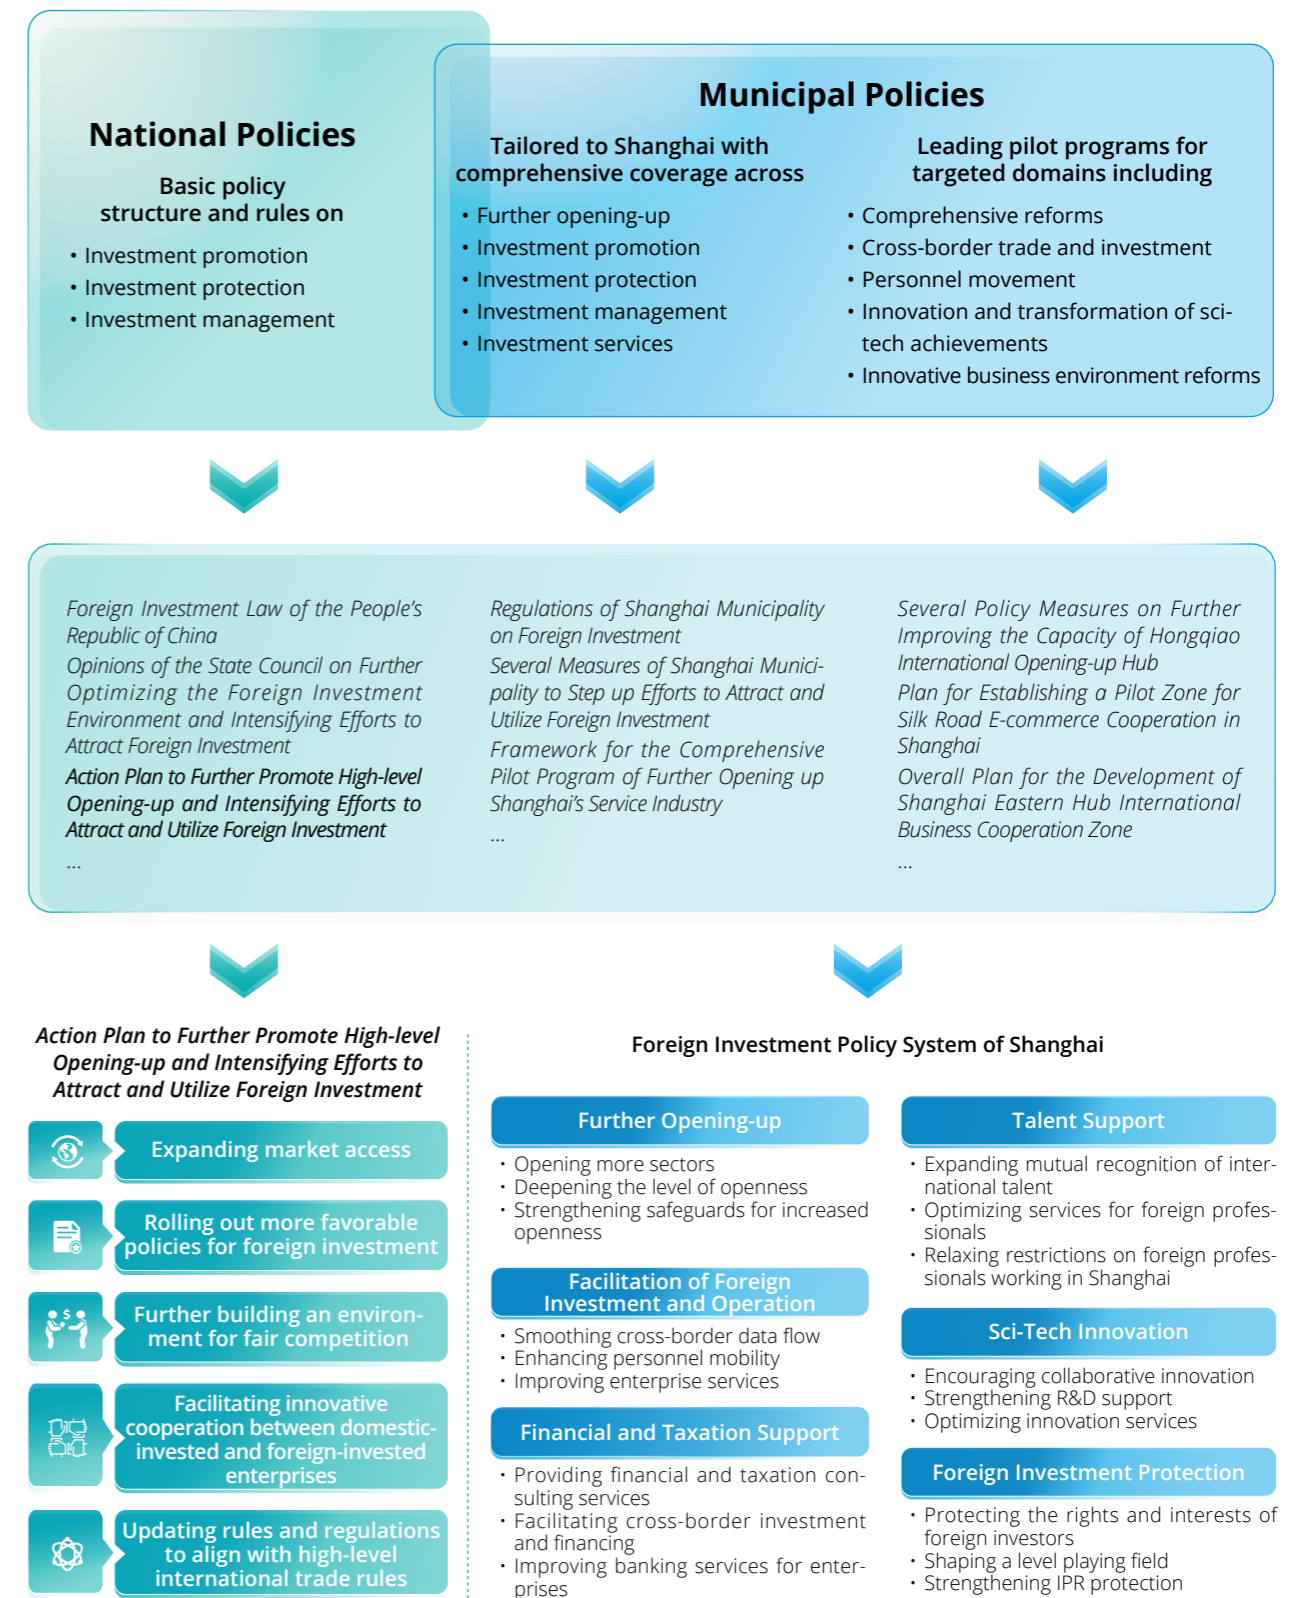 National Policies
Basic policy
structure and rules on
• Investment promotion
• Investment protection
• Investment management
Municipal Policies
Tailored to Shanghai with
comprehensive coverage across
• Further opening-up
• Investment promotion
• Investment protection
• Investment management
• Investment services
Leading pilot programs for
targeted domains including
• Comprehensive reforms
• Cross-border trade and investment
• Personnel movement
• Innovation and transformation of sci-
tech achievements
• Innovative business environment reforms
Foreign Investment Law of the People’s
Republic of China
Opinions of the State Council on Further
Optimizing the Foreign Investment
Environment and Intensifying Efforts to
Attract Foreign Investment
Action Plan to Further Promote High-level
Opening-up and Intensifying Efforts to
Attract and Utilize Foreign Investment
...
Regulations of Shanghai Municipality
on Foreign Investment
Several Measures of Shanghai Munici-
pality to Step up Efforts to Attract and
Utilize Foreign Investment
Framework for the Comprehensive
Pilot Program of Further Opening up
Shanghai’s Service Industry
...
Several Policy Measures on Further
Improving the Capacity of Hongqiao
International Opening-up Hub
Plan for Establishing a Pilot Zone for
Silk Road E-commerce Cooperation in
Shanghai
Overall Plan for the Development of
Shanghai Eastern Hub International
Business Cooperation Zone
...
Action Plan to Further Promote High-level
Opening-up and Intensifying Efforts to
Attract and Utilize Foreign Investment
Expanding market access
Rolling out more favorable
policies for foreign investment
$
Further building an environ-
ment for fair competition
Facilitating innovative
cooperation between domestic-
invested and foreign-invested
enterprises
Updating rules and regulations
to align with high-level
international trade rules
Foreign Investment Policy System of Shanghai
Further Opening-up
• Opening more sectors
• Deepening the level of openness
• Strengthening safeguards for increased
openness
Facilitation of Foreign
Investment and Operation
• Smoothing cross-border data flow
• Enhancing personnel mobility
• Improving enterprise services
Financial and Taxation Support
• Providing financial and taxation con-
sulting services
• Facilitating cross-border investment
and financing
• Improving banking services for enter-
prises
Talent Support
• Expanding mutual recognition of inter-
national talent
• Optimizing services for foreign profes-
sionals
• Relaxing restrictions on foreign profes-
sionals working in Shanghai
Sci-Tech Innovation
• Encouraging collaborative innovation
• Strengthening R&D support
• Optimizing innovation services
Foreign Investment Protection
• Protecting the rights and interests of
foreign investors
• Shaping a level playing field
• Strengthening IPR protection